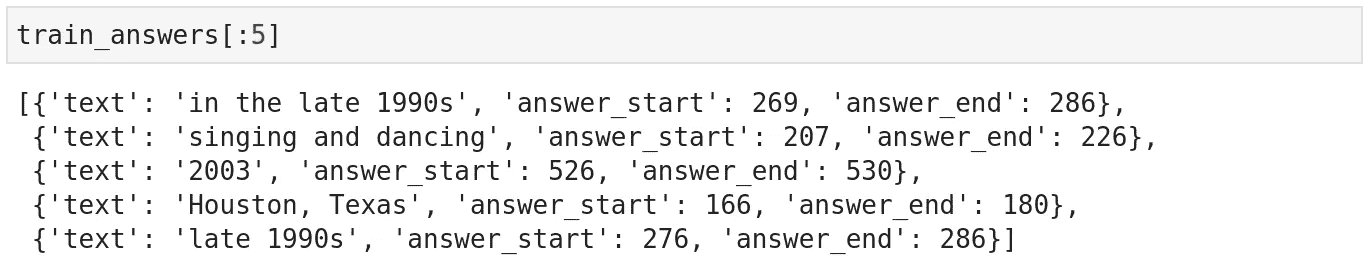 train_answers[:5]
[{'text': 'in the late 1990s', 'answer_start': 269, 'answer_end': 286},
 {'text': 'singing and dancing', 'answer_start': 207, 'answer_end': 226},
 {'text': '2003', 'answer_start': 526, 'answer_end': 530},
 {'text': 'Houston, Texas', 'answer_start': 166, 'answer_end': 180},
 {'text': 'late 1990s', 'answer_start': 276, 'answer_end': 286}]